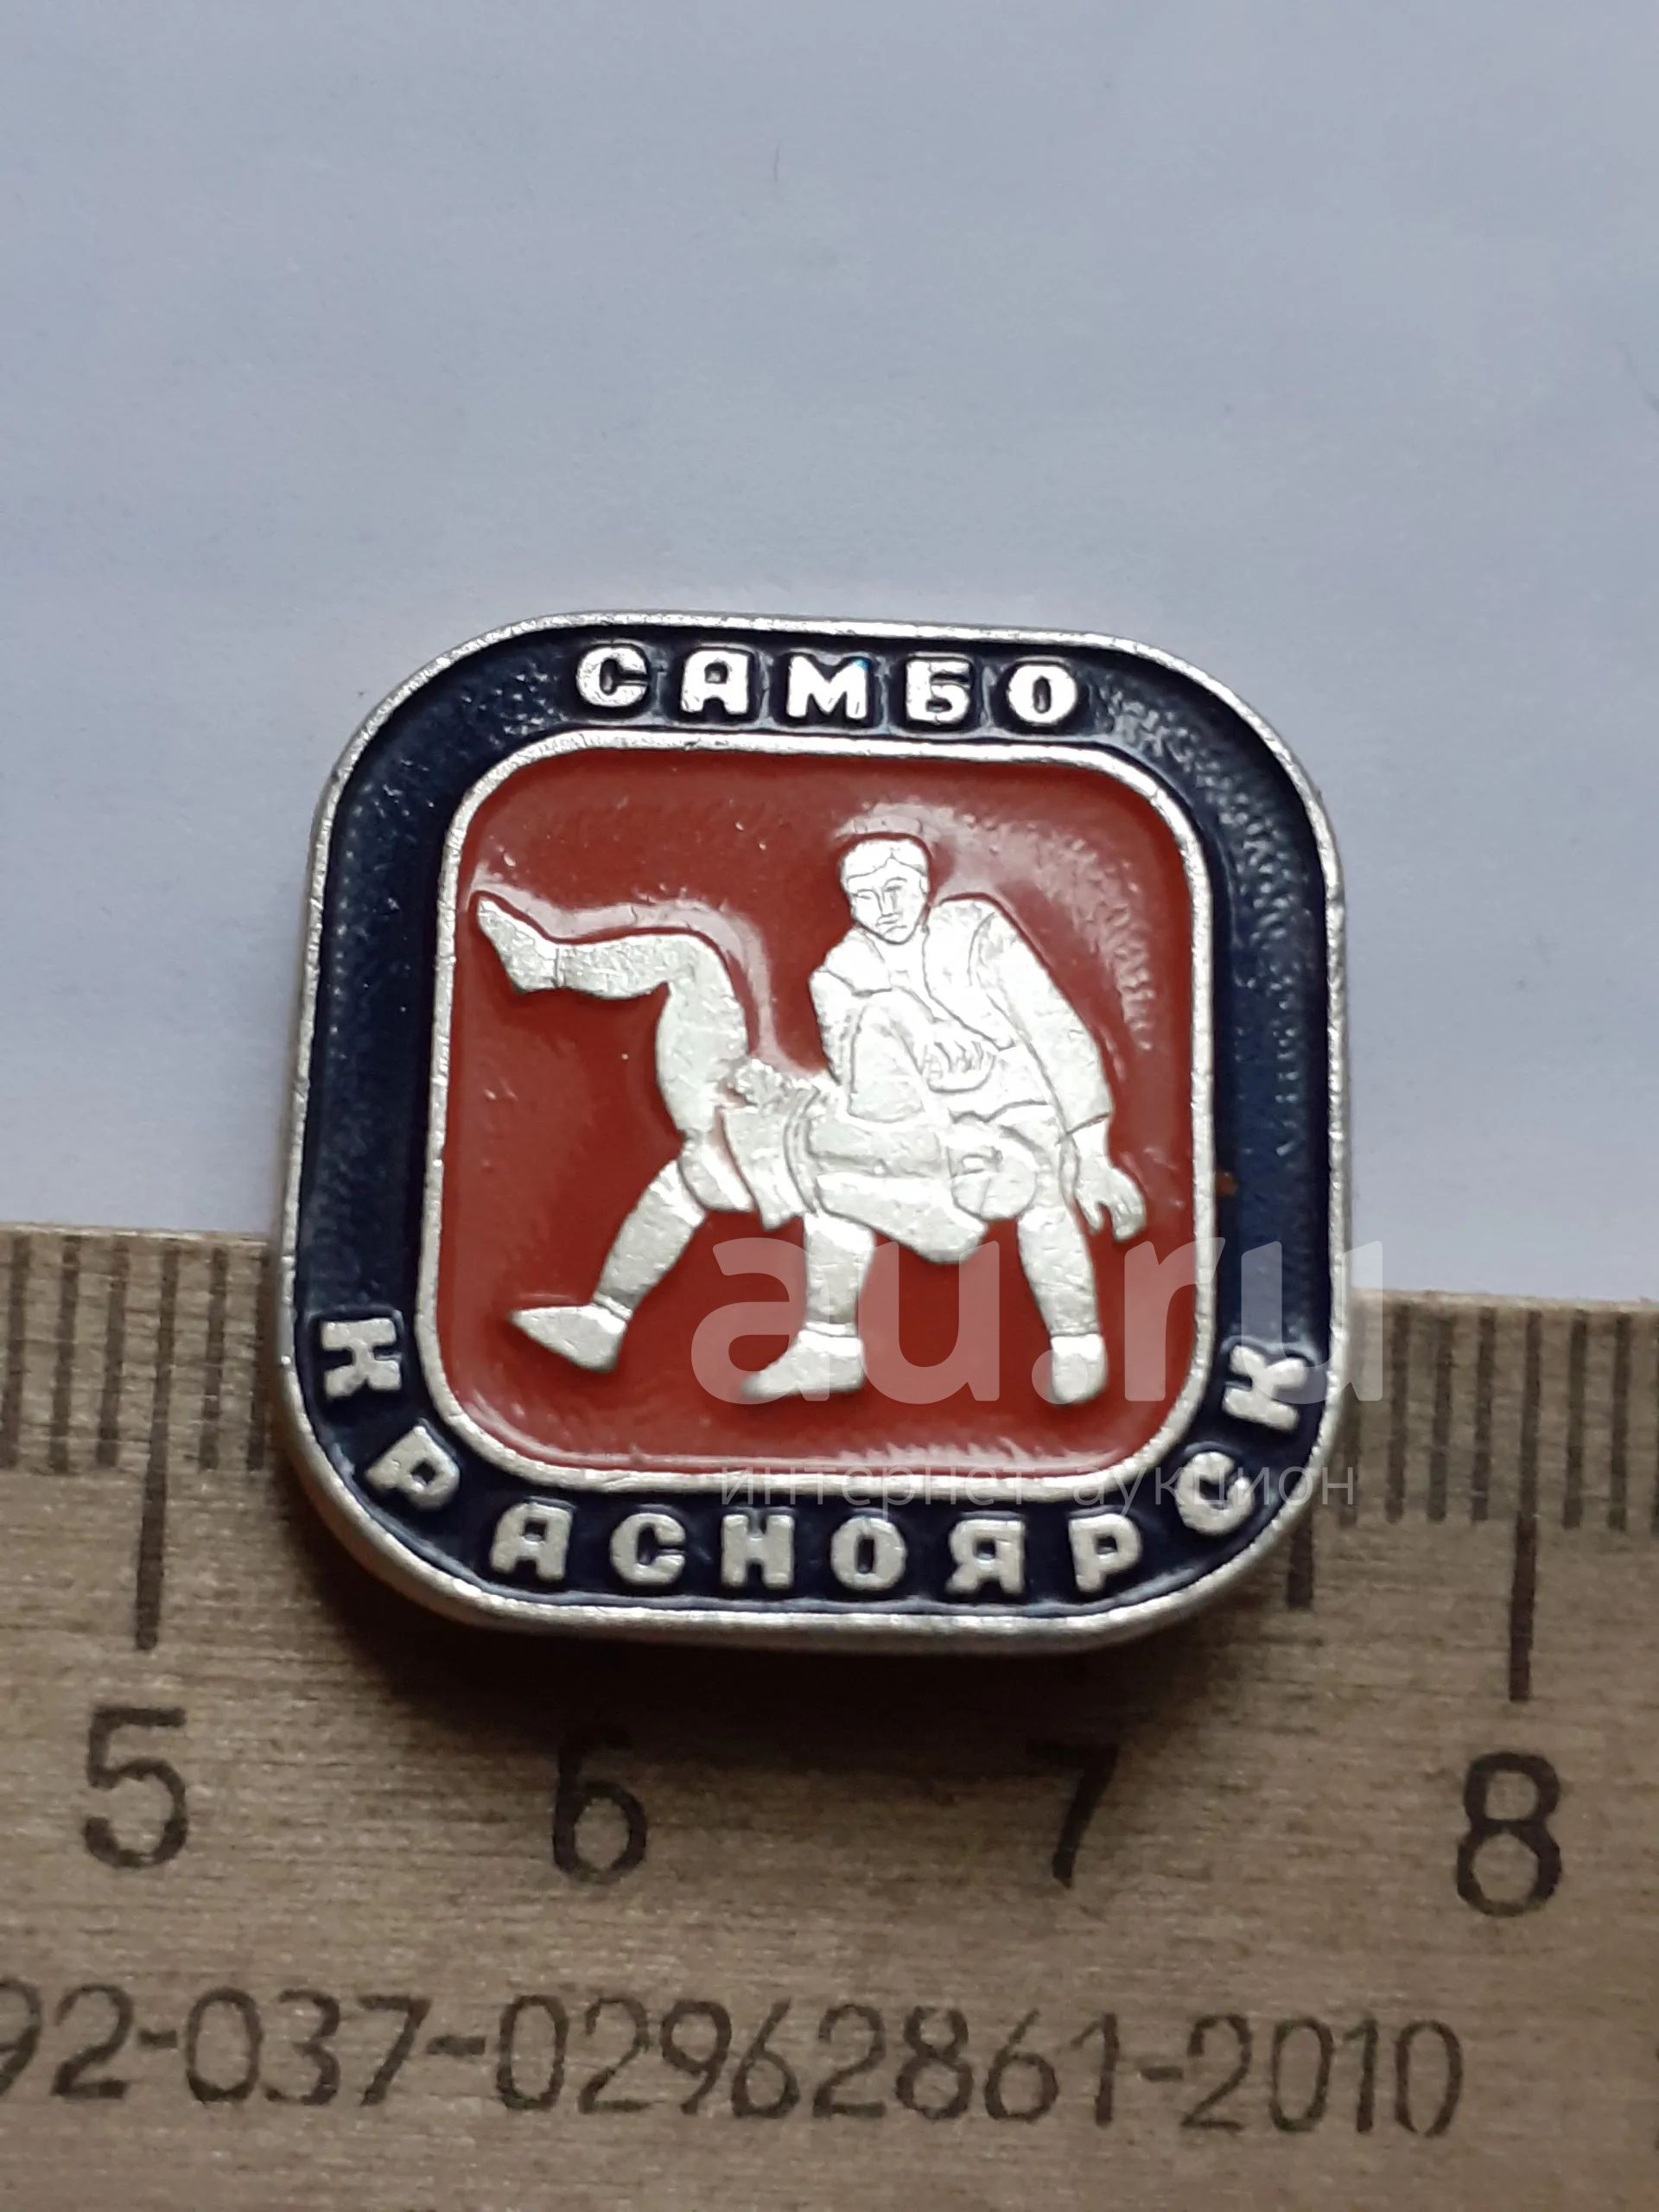 САМБО
КРАСНОЯРСК
au.ru
интернет аукцион
5 6 7 8
92-037-02962861-2010